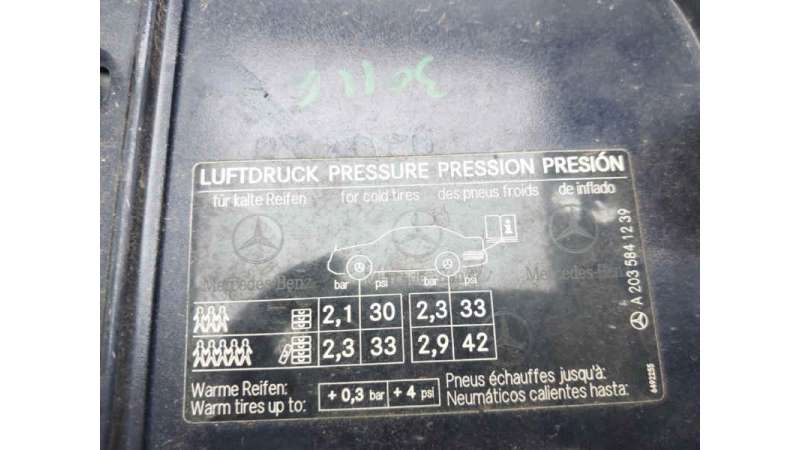 LUFTDRUCK PRESSURE PRESSION PRESIÓN
für kalte Reifen for cold tires des pneus froids de inflado
i
Mercedes-Benz
bar psi bar psi
2,1 30 2,3 33
2,3 33 2,9 42
Warme Reifen:
Warm tires up to:
+ 0,3 bar + 4 psi
Pneus échauffes jusqu'à:
Neumáticos calientes hasta:
A 203 584 12 39
6492255